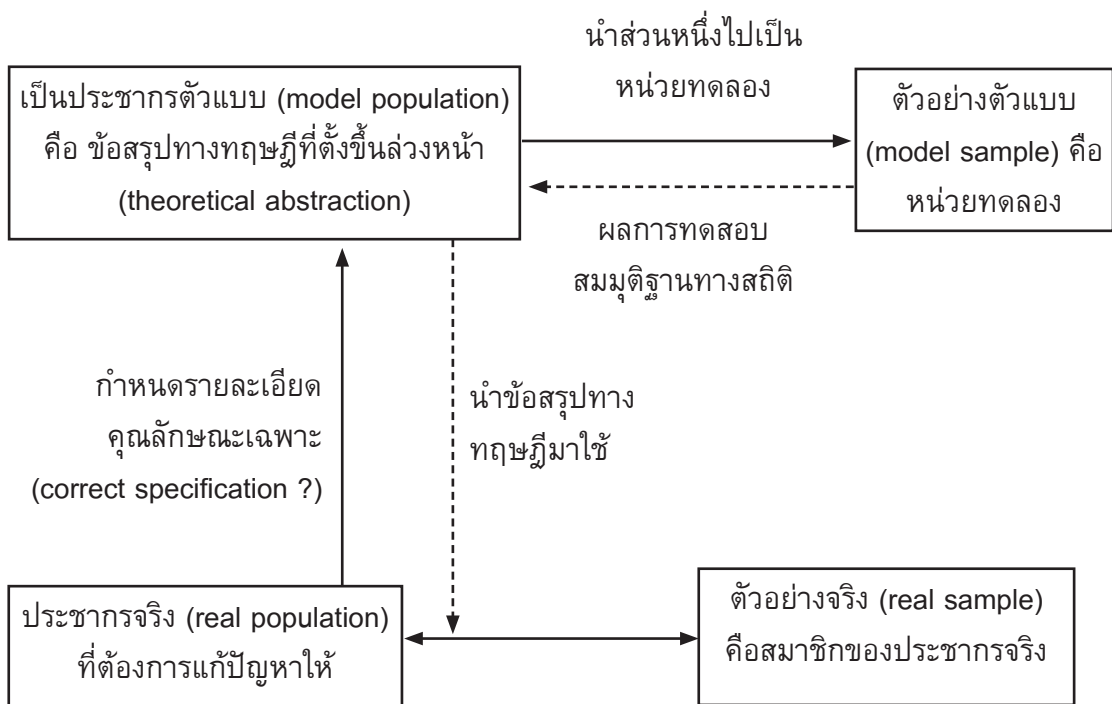 นำส่วนหนึ่งไปเป็น
หน่วยทดลอง
เป็นประชากรตัวแบบ (model population)
คือ ข้อสรุปทางทฤษฎีที่ตั้งขึ้นล่วงหน้า
(theoretical abstraction)
ตัวอย่างตัวแบบ
(model sample) คือ
หน่วยทดลอง
ผลการทดสอบ
สมมุติฐานทางสถิติ
กำหนดรายละเอียด
คุณลักษณะเฉพาะ
(correct specification ?)
นำข้อสรุปทาง
ทฤษฎีมาใช้
ประชากรจริง (real population)
ที่ต้องการแก้ปัญหาให้
ตัวอย่างจริง (real sample)
คือสมาชิกของประชากรจริง